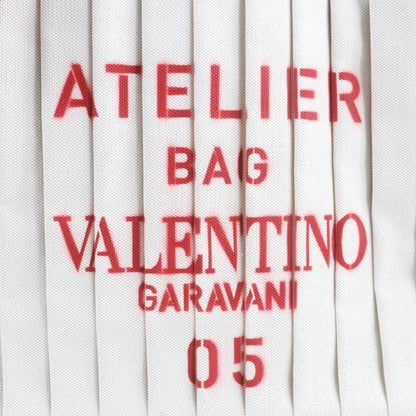 ATELIER
BAG
VALENTINO
GARAVANI
05